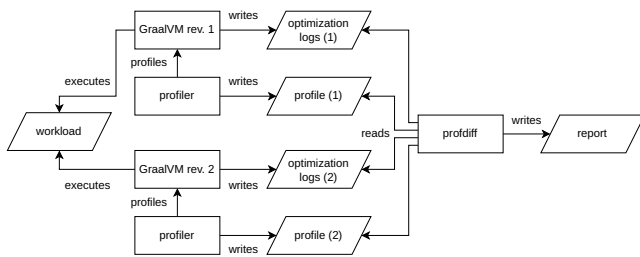 writes
GraalVM rev. 1
optimization
logs (1)
profiles
executes
writes
profiler
profile (1)
workload
reads
profdiff
writes
report
GraalVM rev. 2
optimization
logs (2)
executes
writes
profiles
profiler
profile (2)
writes